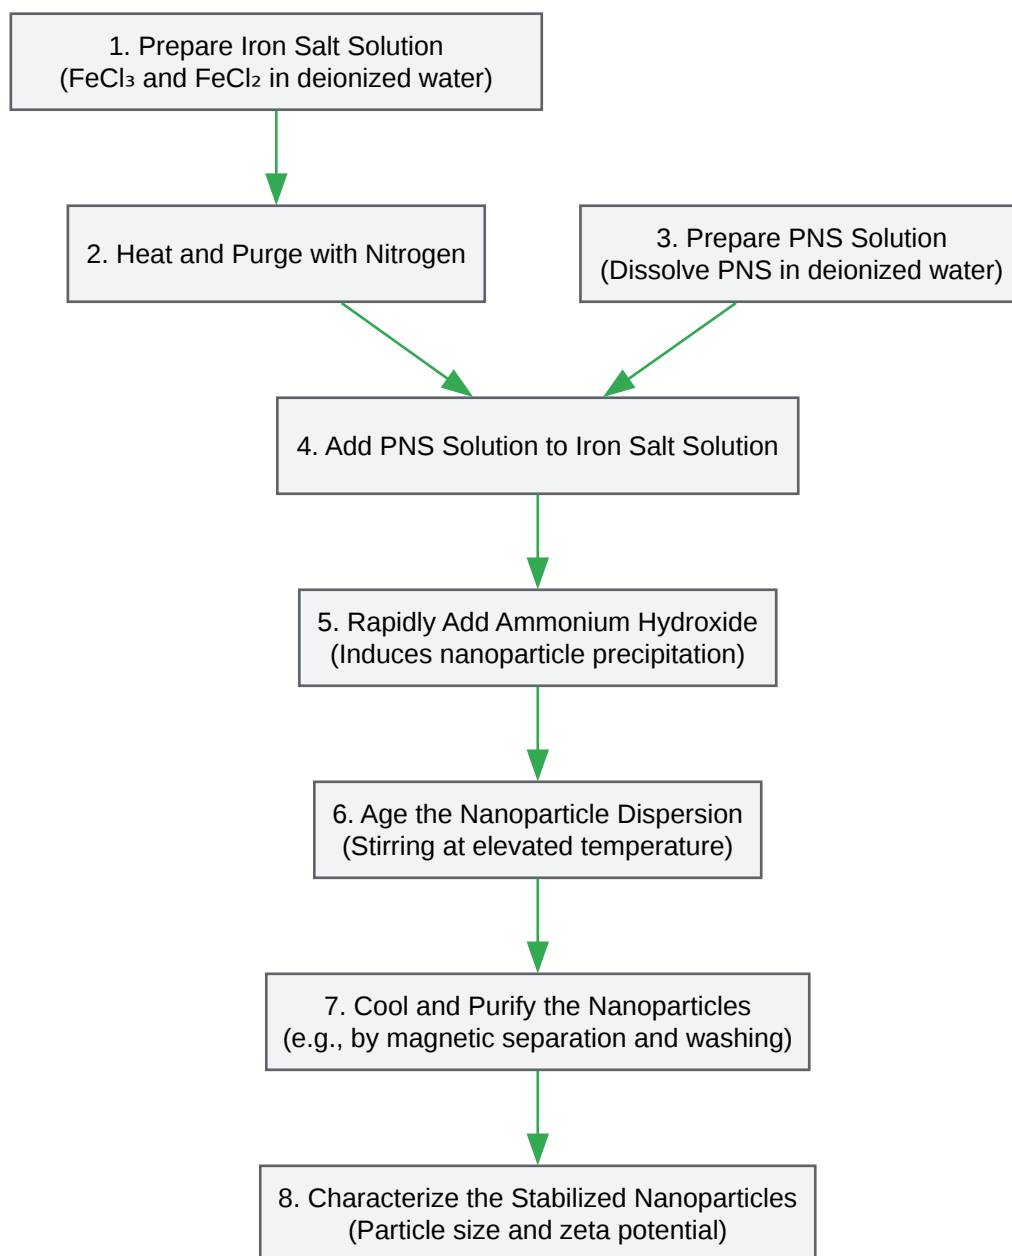 1. Prepare Iron Salt Solution
(FeCl₃ and FeCl₂ in deionized water)
2. Heat and Purge with Nitrogen
3. Prepare PNS Solution
(Dissolve PNS in deionized water)
4. Add PNS Solution to Iron Salt Solution
5. Rapidly Add Ammonium Hydroxide
(Induces nanoparticle precipitation)
6. Age the Nanoparticle Dispersion
(Stirring at elevated temperature)
7. Cool and Purify the Nanoparticles
(e.g., by magnetic separation and washing)
8. Characterize the Stabilized Nanoparticles
(Particle size and zeta potential)